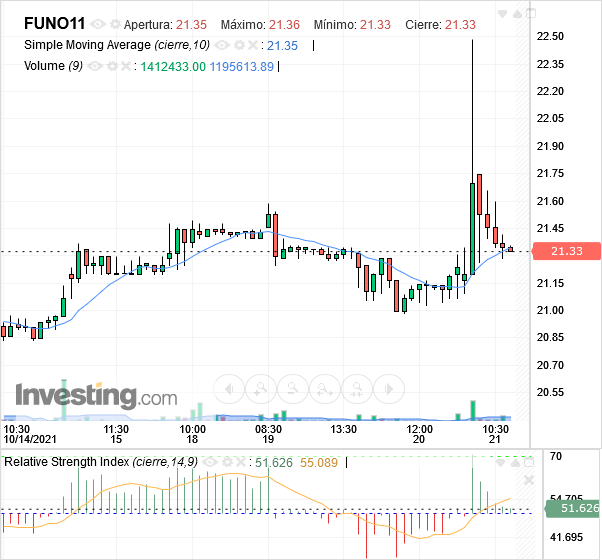 FUNO11 Apertura: 21.35 Máximo: 21.36 Mínimo: 21.33 Cierre: 21.33
Simple Moving Average (cierre,10) : 21.35
Volume (9) : 1412433.00 1195613.89
22.50
22.35
22.20
22.05
21.90
21.75
21.60
21.45
21.33
21.15
21.00
20.85
20.70
20.55
Investing.com
10:30 11:30 10:00 08:30 13:30 12:00 10:30
10/14/2021 15 18 19 20 21
Relative Strength Index (cierre,14,9) : 51.626 55.089
70
54.705
51.626
41.695